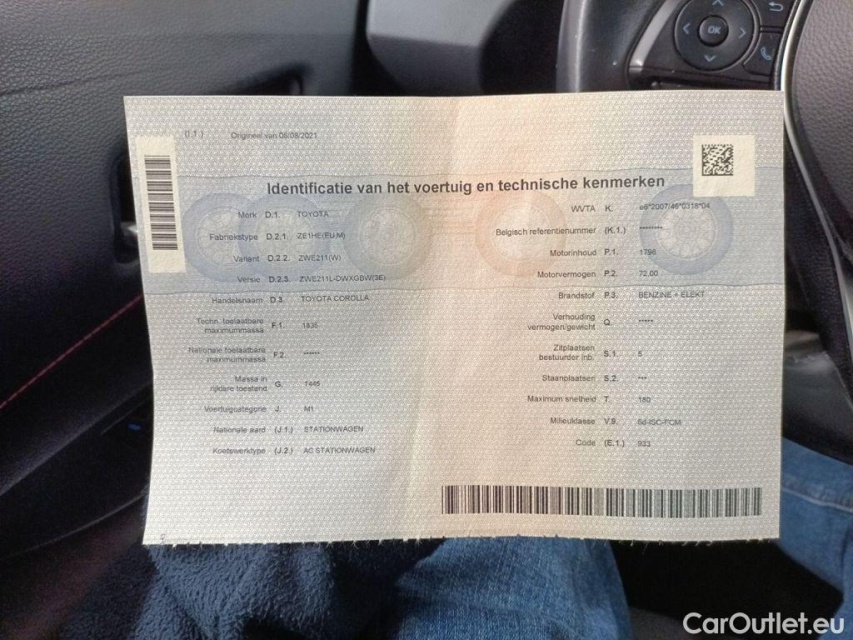 OK
(I.1.) Origineel van 06/08/2021
Identificatie van het voertuig en technische kenmerken
Merk D.1. TOYOTA
Fabriekstype D.2.1. ZE1HE(EU,M)
Variant D.2.2. ZWE211(W)
Versie D.2.3. ZWE211L-DWXGBW(3E)
Handelsnaam D.3. TOYOTA COROLLA
Techn. toelaatbare
maximummassa F.1. 1835
Nationale toelaatbare
maximummassa F.2. ------
Massa in
rijdere toestand G. 1445
Voertuigcategorie J. M1
Nationale aard (J.1.) STATIONWAGEN
Koetswerktype (J.2.) AC STATIONWAGEN
WVTA K. e6*2007/46*0318*04
Belgisch referentienummer (K.1.) --------
Motorinhoud P.1. 1798
Motorvermogen P.2. 72.00
Brandstof P.3. BENZINE + ELEKT
Verhouding
vermogen/gewicht Q. -----
Zitplaatsen
bestuurder inb. S.1. 5
Staanplaatsen S.2. ---
Maximum snelheid T. 180
Milieuklasse V.9. 6d-ISC-FCM
Code (E.1.) 933
CarOutlet.eu